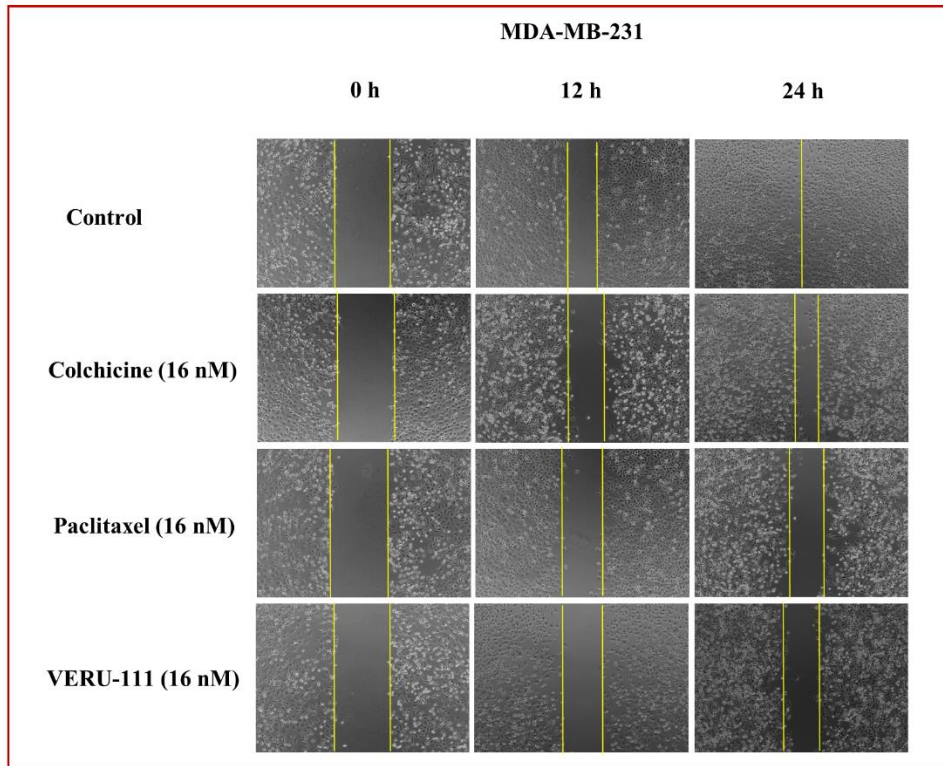 MDA-MB-231
0 h 12 h 24 h
Control
Colchicine (16 nM)
Paclitaxel (16 nM)
VERU-111 (16 nM)